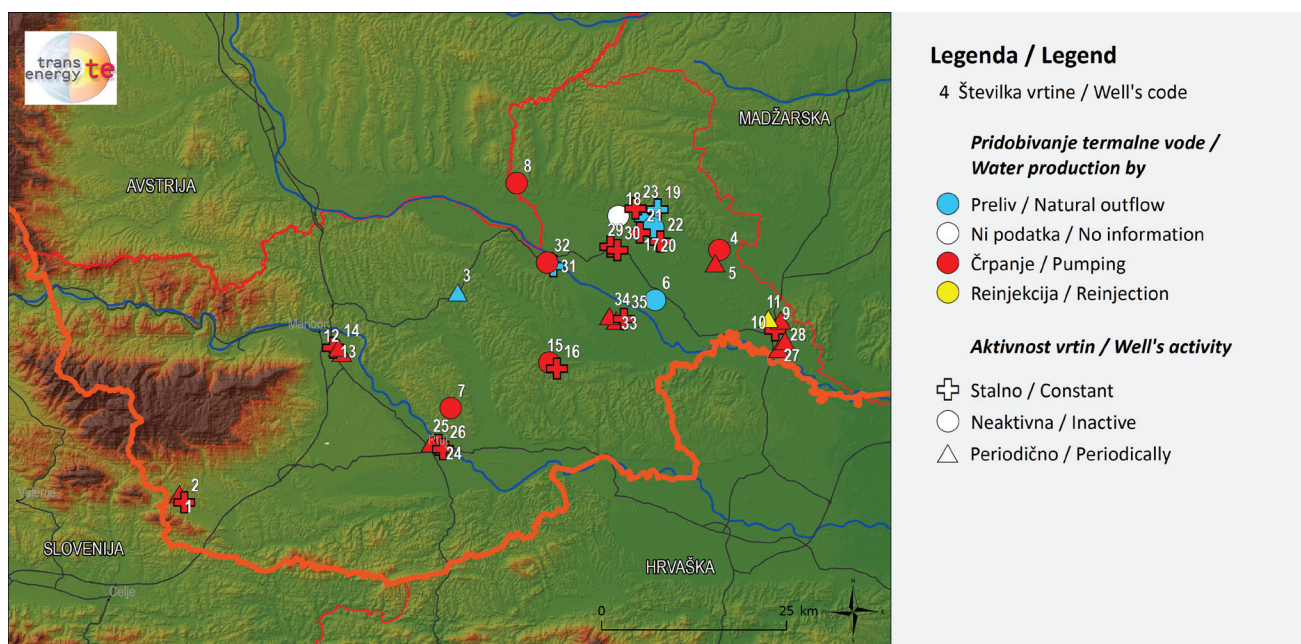 trans
energy te
MADŽARSKA
AVSTRIJA
8
18
23
19
21
22
29
30
17
20
4
5
32
31
3
6
34
35
33
11
9
10
28
27
Maribor
12
14
13
15
16
7
25
26
24
2
1
SLOVENIJA
HRVAŠKA
Celje
0
25 km
N
W
E
S
Legenda / Legend
4 Številka vrtine / Well's code
Pridobivanje termalne vode /
Water production by
Preliv / Natural outflow
Ni podatka / No information
Črpanje / Pumping
Reinjekcija / Reinjection
Aktivnost vrtin / Well's activity
Stalno / Constant
Neaktivna / Inactive
Periodično / Periodically